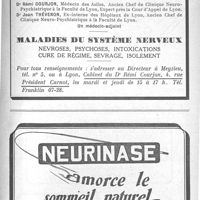 Dr Rémi COURJON, Médecin des Asiles, Ancien Chef de Clinique Neuro-
Psychiatrique à la Faculté de Lyon, Expert près la Cour d'Appel de Lyon.
Dr Jean TRÉVENON, Ex-interne des Hôpitaux de Lyon, Ancien Chef de
Clinique Neuro-Psychiatrique à la Faculté de Lyon.
Un médecin-adjoint
MALADIES DU SYSTÈME NERVEUX
NÉVROSES, PSYCHOSES, INTOXICATIONS
CURE DE RÉGIME, SEVRAGE, ISOLEMENT
Pour tous renseignements : s'adresser au Directeur à Meyzieu,
tél. n° 5, ou à Lyon, Cabinet du Dr Rémi Courjon, 4, rue
Président Carnot, les mardi et jeudi de 15 à 17 h. Tél.
Franklin 07-28.
NEURINASE
amorce le
sommeil naturel